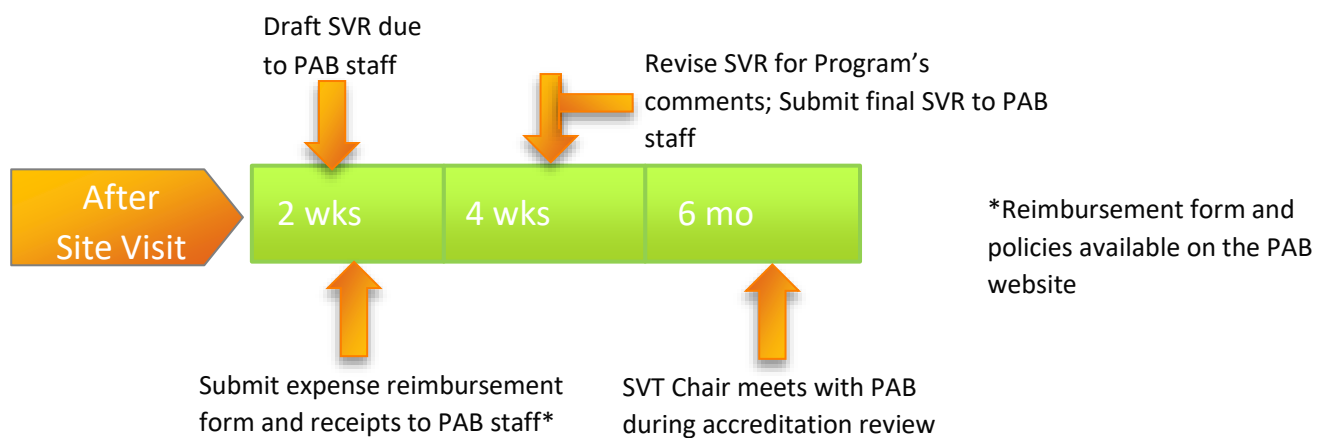 Draft SVR due
to PAB staff
Revise SVR for Program’s
comments; Submit final SVR to PAB
staff
After
Site Visit
2 wks
4 wks
6 mo
*Reimbursement form and
policies available on the PAB
website
Submit expense reimbursement
form and receipts to PAB staff*
SVT Chair meets with PAB
during accreditation review